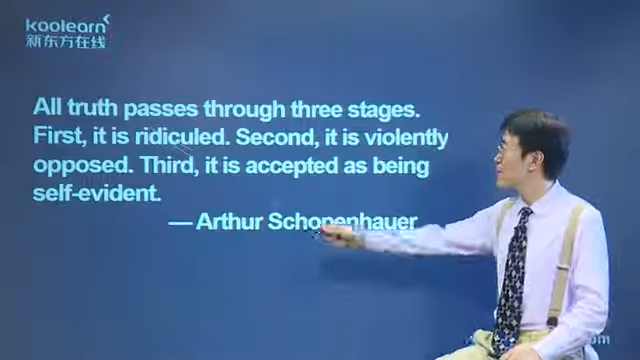 koolearn
新东方在线
All truth passes through three stages.
First, it is ridiculed. Second, it is violently
opposed. Third, it is accepted as being
self-evident.
— Arthur Schopenhauer